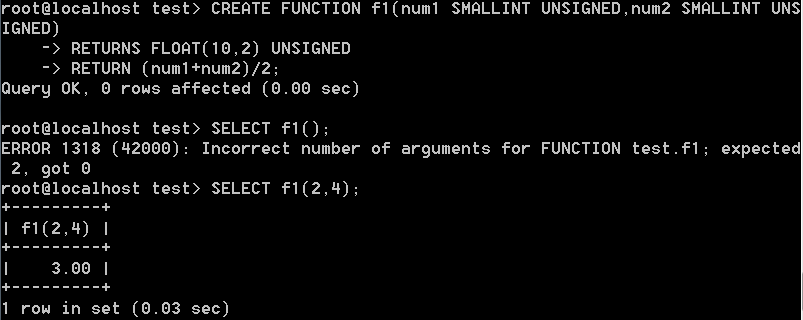 root@localhost test> CREATE FUNCTION f1(num1 SMALLINT UNSIGNED,num2 SMALLINT UNS
IGNED)
    -> RETURNS FLOAT(10,2) UNSIGNED
    -> RETURN (num1+num2)/2;
Query OK, 0 rows affected (0.00 sec)

root@localhost test> SELECT f1();
ERROR 1318 (42000): Incorrect number of arguments for FUNCTION test.f1; expected
 2, got 0
root@localhost test> SELECT f1(2,4);
+---------+
| f1(2,4) |
+---------+
|    3.00 |
+---------+
1 row in set (0.03 sec)